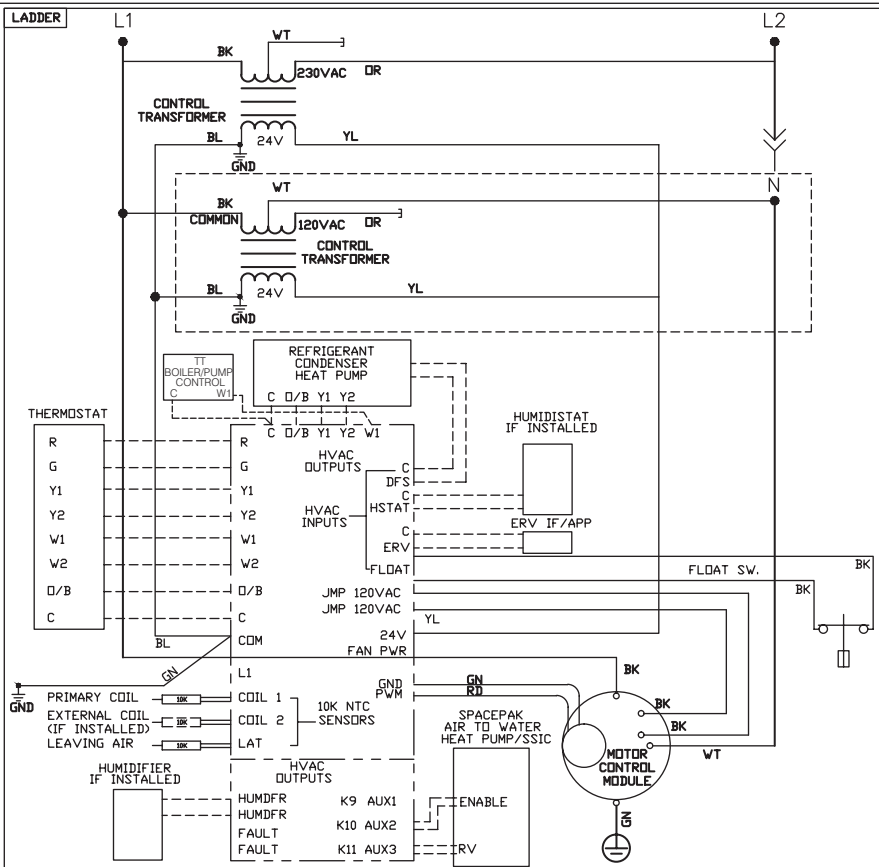 LADDER
L1
L2
WT
BK
230VAC
OR
CONTROL
TRANSFORMER
BL
24V
YL
GND
N
WT
BK
COMMON
120VAC
OR
CONTROL
TRANSFORMER
BL
24V
YL
GND
TT
BOILER/PUMP
CONTROL
C W1
REFRIGERANT
CONDENSER
HEAT PUMP
C O/B Y1 Y2
C O/B Y1 Y2 W1
THERMOSTAT
R
G
Y1
Y2
W1
W2
O/B
C
R
G
Y1
Y2
W1
W2
O/B
C
COM
L1
HVAC
OUTPUTS
HVAC
INPUTS
C
DFS
C
HSTAT
C
ERV
FLOAT
HUMIDISTAT
IF INSTALLED
ERV IF/APP
FLOAT SW.
BK
BK
JMP 120VAC
JMP 120VAC
YL
24V
FAN PWR
BL
GN
GND
BK
GND
PWM
GN
RD
PRIMARY COIL
10K
COIL 1
EXTERNAL COIL
(IF INSTALLED)
10K
COIL 2
LEAVING AIR
10K
LAT
10K NTC
SENSORS
SPACEPAK
AIR TO WATER
HEAT PUMP/SSIC
BK
BK
WT
MOTOR
CONTROL
MODULE
GN
HUMIDIFIER
IF INSTALLED
HVAC
OUTPUTS
HUMDFR
HUMDFR
FAULT
FAULT
K9 AUX1
K10 AUX2
K11 AUX3
ENABLE
RV